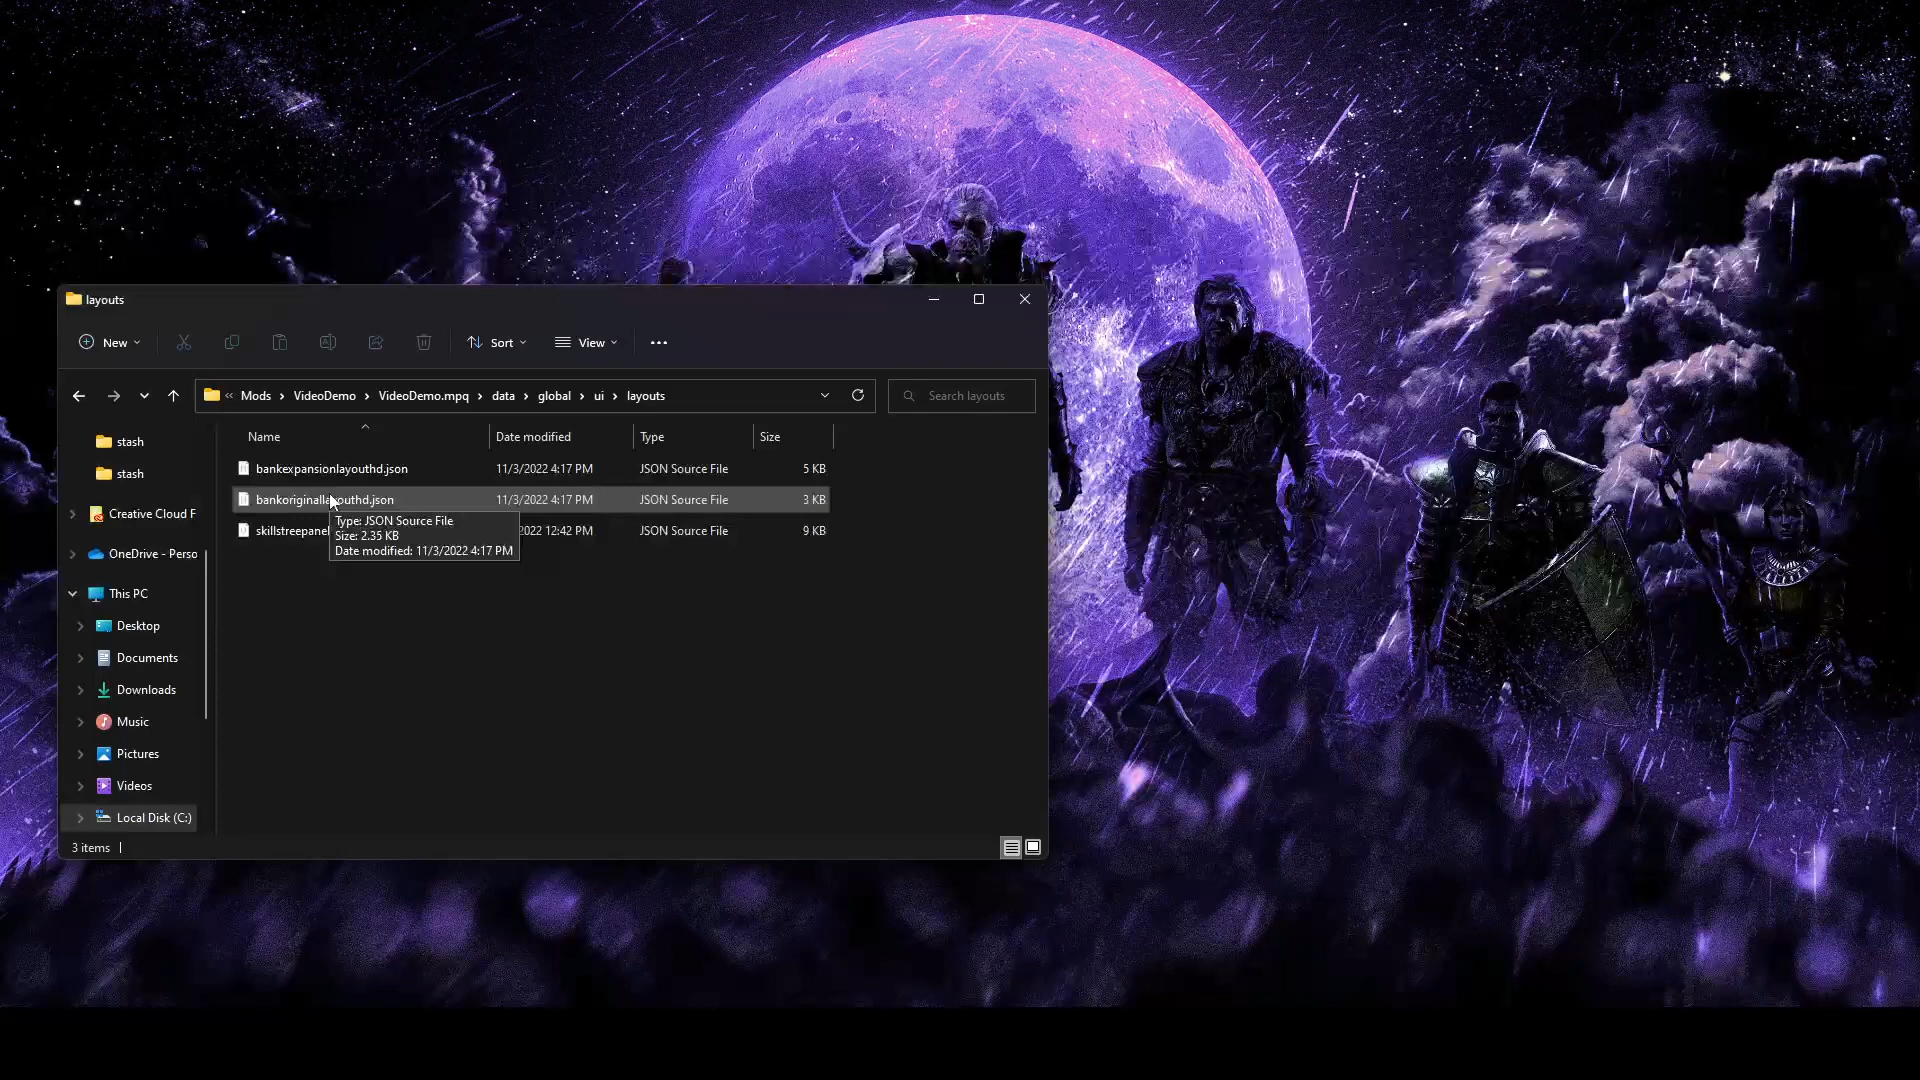 layouts
New
Sort
View
Mods > VideoDemo > VideoDemo.mpq > data > global > ui > layouts
Search layouts
Name
Date modified
Type
Size
stash
stash
Creative Cloud F
OneDrive - Perso
This PC
Desktop
Documents
Downloads
Music
Pictures
Videos
Local Disk (C:)
bankexpansionlayouthd.json 11/3/2022 4:17 PM JSON Source File 5 KB
bankoriginallayouthd.json 11/3/2022 4:17 PM JSON Source File 3 KB
skillstreepanel 2022 12:42 PM JSON Source File 9 KB
Type: JSON Source File
Size: 2.35 KB
Date modified: 11/3/2022 4:17 PM
3 items